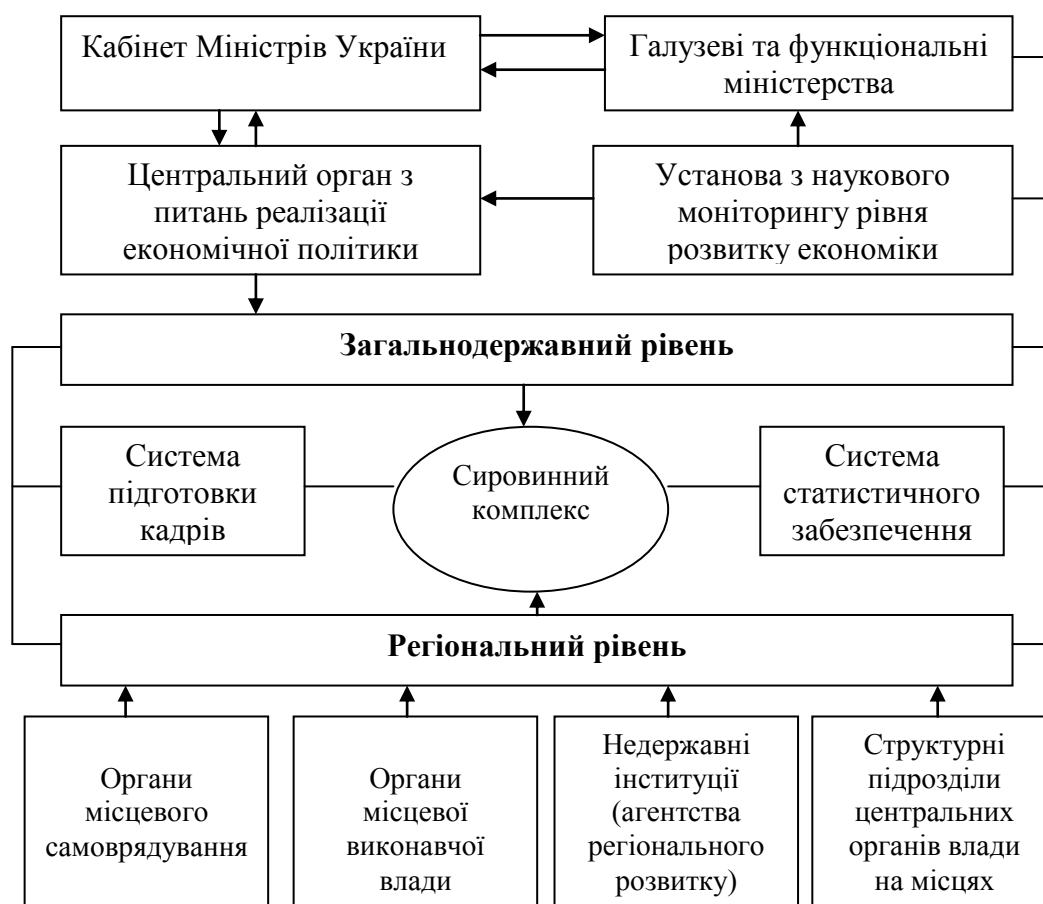 Кабінет Міністрів України
Галузеві та функціональні
міністерства
Центральний орган з
питань реалізації
економічної політики
Установа з наукового
моніторингу рівня
розвитку економіки
Загальнодержавний рівень
Система
підготовки
кадрів
Сировинний
комплекс
Система
статистичного
забезпечення
Регіональний рівень
Органи
місцевого
самоврядування
Органи
місцевої
виконавчої
влади
Недержавні
інституції
(агентства
регіонального
розвитку)
Структурні
підрозділи
центральних
органів влади
на місцях